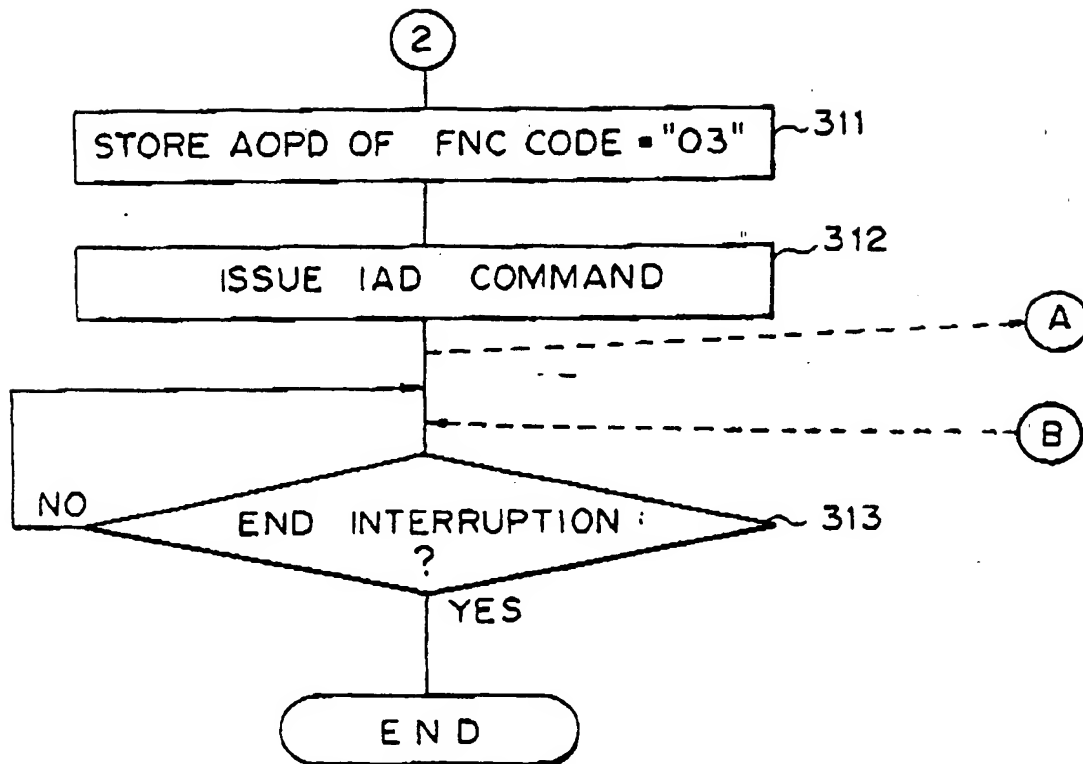 2
STORE AOPD OF FNC CODE = "03"
311
ISSUE IAD COMMAND
312
A
B
NO
END INTERRUPTION
?
313
YES
END